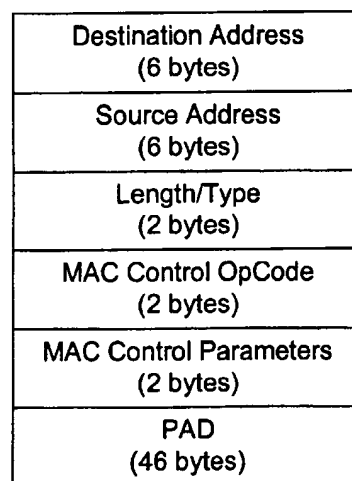 Destination Address
(6 bytes)
Source Address
(6 bytes)
Length/Type
(2 bytes)
MAC Control OpCode
(2 bytes)
MAC Control Parameters
(2 bytes)
PAD
(46 bytes)